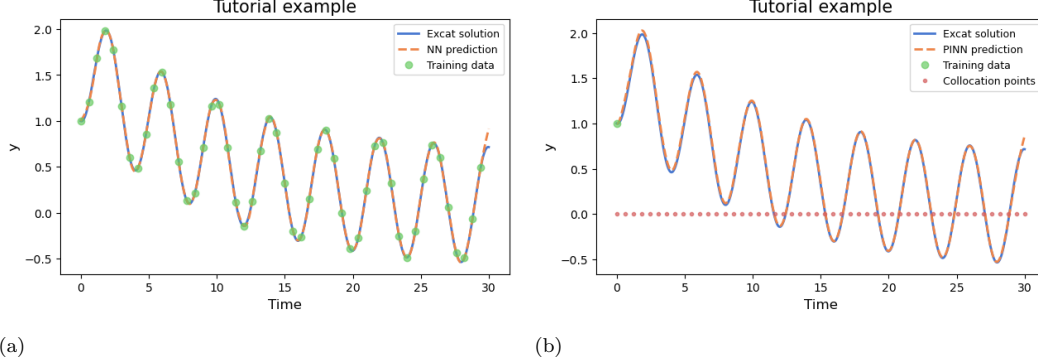 Tutorial example
2.0
1.5
1.0
0.5
0.0
−0.5
y
0
5
10
15
20
25
30
Time
Excat solution
NN prediction
Training data
(a)
Tutorial example
2.0
1.5
1.0
0.5
0.0
−0.5
y
0
5
10
15
20
25
30
Time
Excat solution
PINN prediction
Training data
Collocation points
(b)